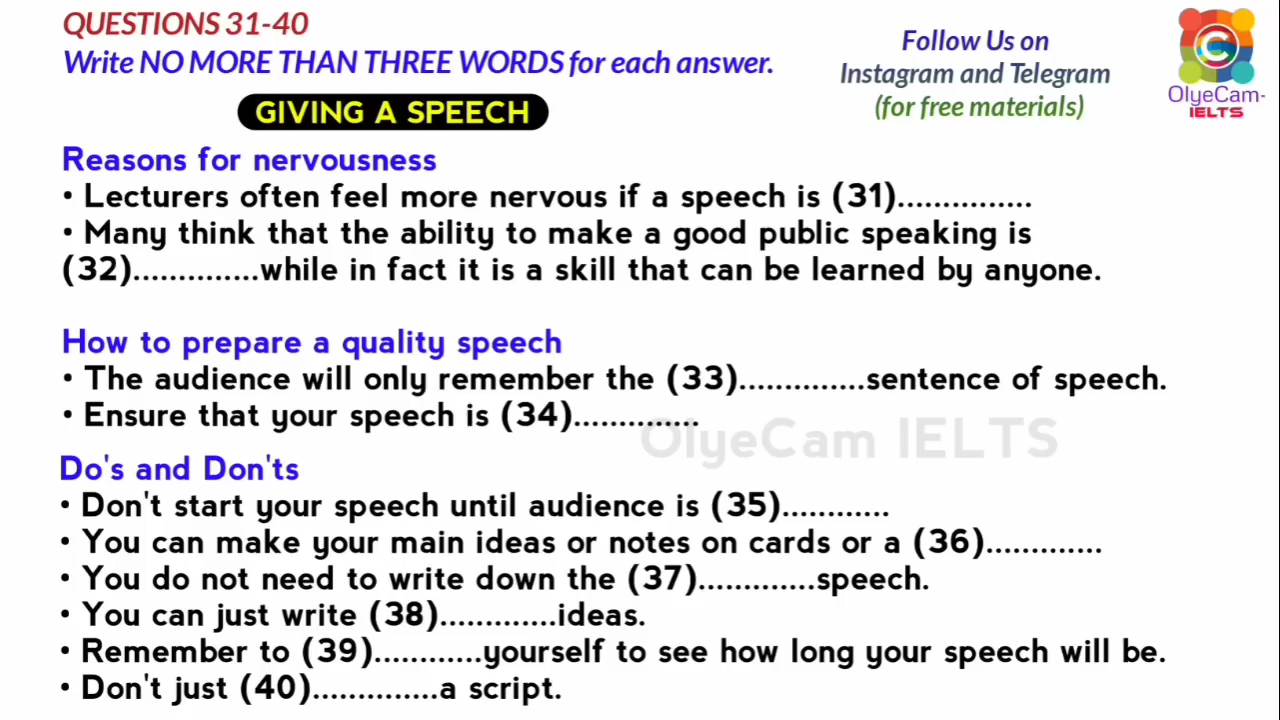 QUESTIONS 31-40
Write NO MORE THAN THREE WORDS for each answer.
GIVING A SPEECH
Follow Us on
Instagram and Telegram
(for free materials)
OlyeCam-
IELTS
Reasons for nervousness
• Lecturers often feel more nervous if a speech is (31)...............
• Many think that the ability to make a good public speaking is
(32)..............while in fact it is a skill that can be learned by anyone.
How to prepare a quality speech
• The audience will only remember the (33)..............sentence of speech.
• Ensure that your speech is (34)..............
OlyeCam IELTS
Do's and Don'ts
• Don't start your speech until audience is (35)............
• You can make your main ideas or notes on cards or a (36).............
• You do not need to write down the (37).............speech.
• You can just write (38).............ideas.
• Remember to (39)............yourself to see how long your speech will be.
• Don't just (40)..............a script.